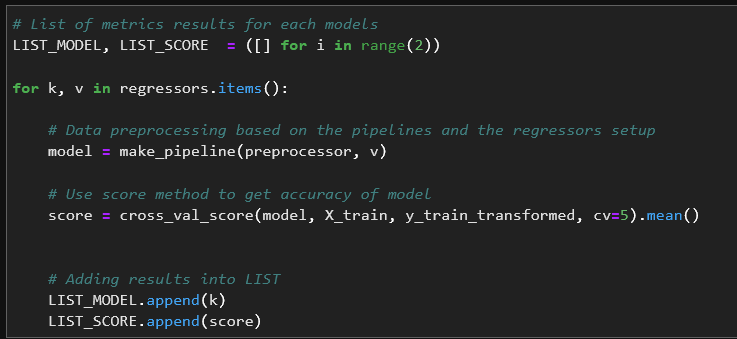 # List of metrics results for each models
LIST_MODEL, LIST_SCORE  = ([] for i in range(2))
for k, v in regressors.items():
    # Data preprocessing based on the pipelines and the regressors setup
    model = make_pipeline(preprocessor, v)
    # Use score method to get accuracy of model
    score = cross_val_score(model, X_train, y_train_transformed, cv=5).mean()
    # Adding results into LIST
    LIST_MODEL.append(k)
    LIST_SCORE.append(score)